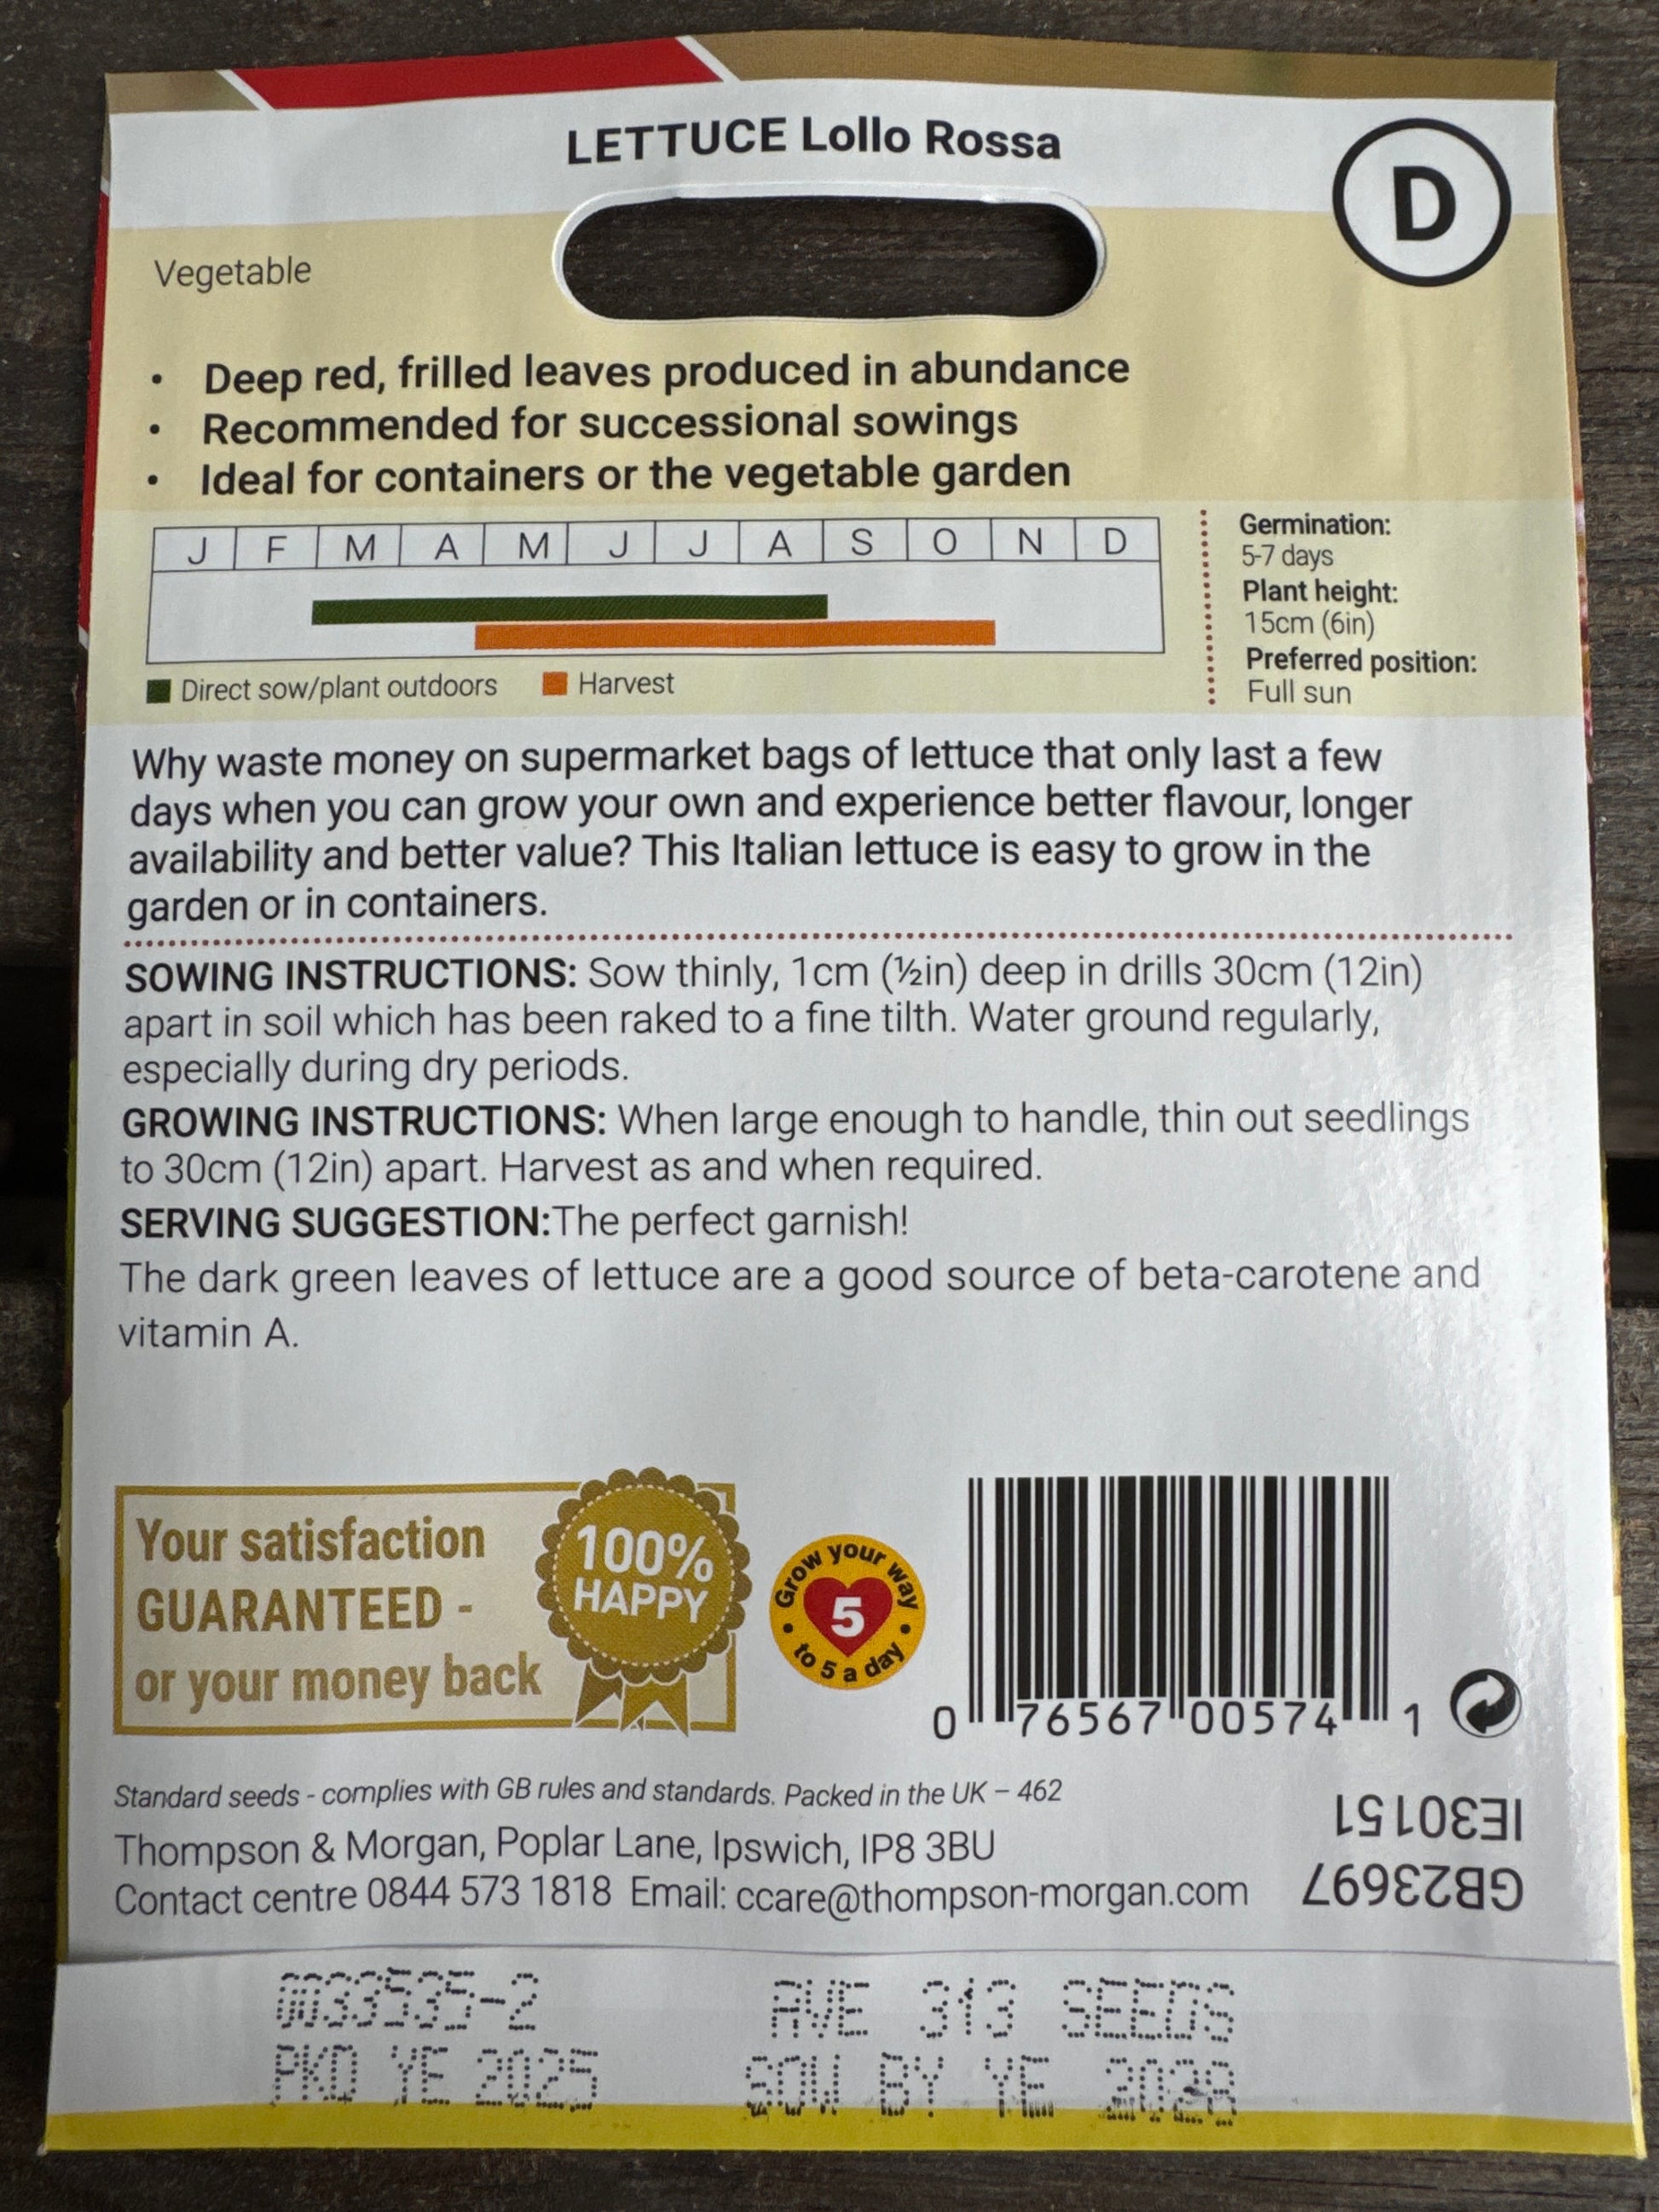 LETTUCE Lollo Rossa
D
Vegetable
• Deep red, frilled leaves produced in abundance
• Recommended for successional sowings
• Ideal for containers or the vegetable garden
J F M A M J J A S O N D
Direct sow/plant outdoors Harvest
Germination:
5-7 days
Plant height:
15cm (6in)
Preferred position:
Full sun
Why waste money on supermarket bags of lettuce that only last a few
days when you can grow your own and experience better flavour, longer
availability and better value? This Italian lettuce is easy to grow in the
garden or in containers.
SOWING INSTRUCTIONS: Sow thinly, 1cm (½in) deep in drills 30cm (12in)
apart in soil which has been raked to a fine tilth. Water ground regularly,
especially during dry periods.
GROWING INSTRUCTIONS: When large enough to handle, thin out seedlings
to 30cm (12in) apart. Harvest as and when required.
SERVING SUGGESTION:The perfect garnish!
The dark green leaves of lettuce are a good source of beta-carotene and
vitamin A.
Your satisfaction
GUARANTEED -
or your money back
100%
HAPPY
Grow your way
5
to 5 a day
0 76567 00574 1
Standard seeds - complies with GB rules and standards. Packed in the UK – 462
Thompson & Morgan, Poplar Lane, Ipswich, IP8 3BU
Contact centre 0844 573 1818 Email: ccare@thompson-morgan.com
GB23697
IE30151
0033535-2 AVE 313 SEEDS
PKD YE 2025 SOW BY YE